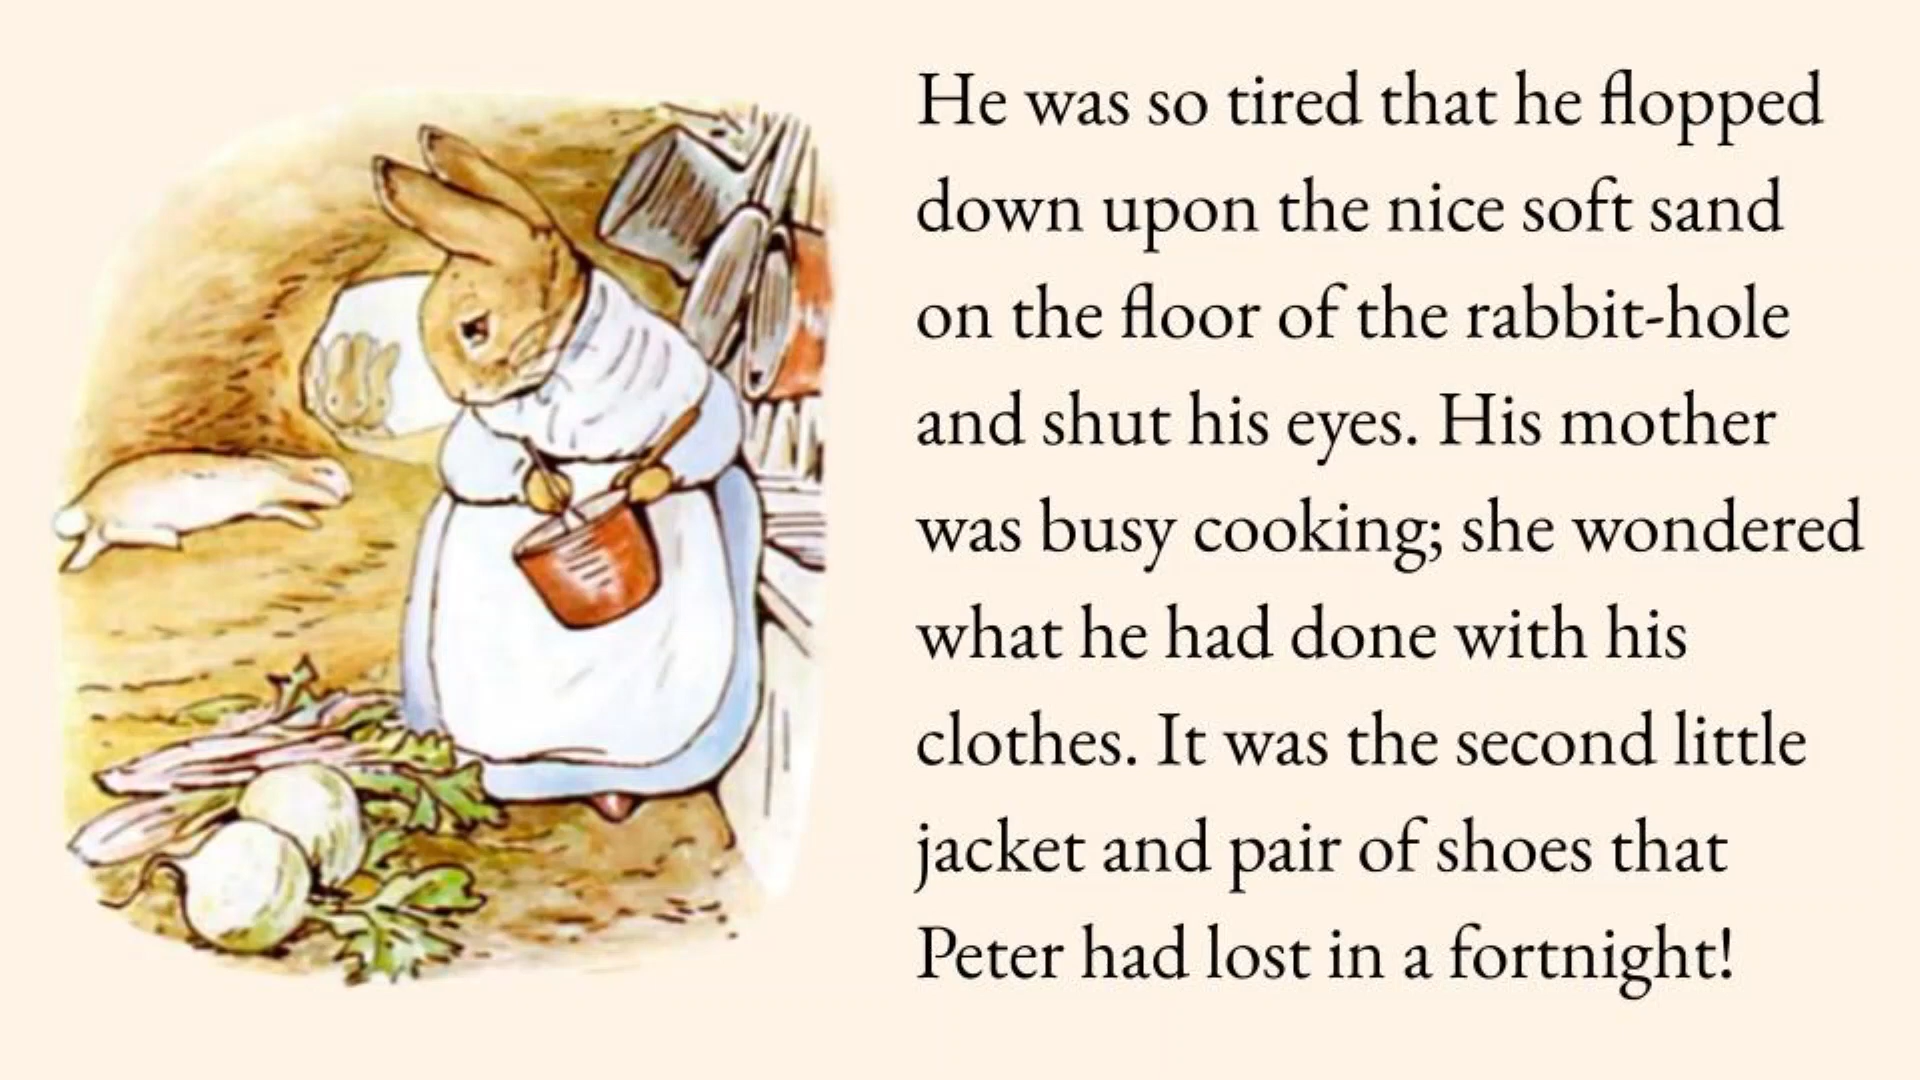 He was so tired that he flopped
down upon the nice soft sand
on the floor of the rabbit-hole
and shut his eyes. His mother
was busy cooking; she wondered
what he had done with his
clothes. It was the second little
jacket and pair of shoes that
Peter had lost in a fortnight!